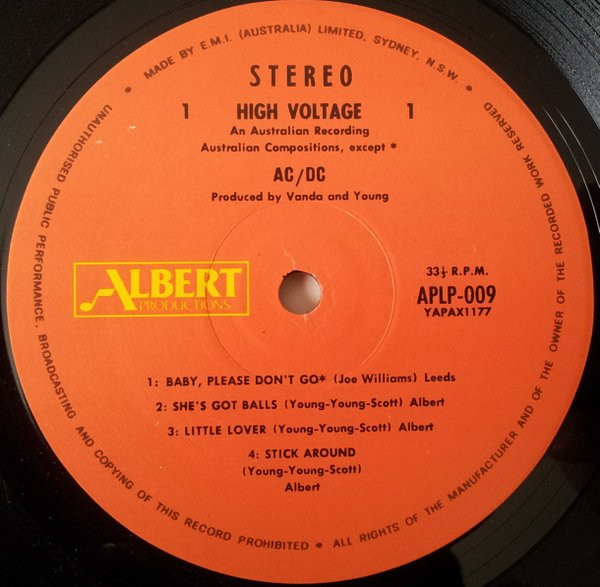 MADE BY E.M.I. (AUSTRALIA) LIMITED, SYDNEY, N.S.W.
STEREO
1 HIGH VOLTAGE 1
An Australian Recording
Australian Compositions, except *
AC/DC
Produced by Vanda and Young
ALBERT
PRODUCTIONS
33⅓ R.P.M.
APLP-009
YAPAX1177
1: BABY, PLEASE DON'T GO* (Joe Williams) Leeds
2: SHE'S GOT BALLS (Young-Young-Scott) Albert
3: LITTLE LOVER (Young-Young-Scott) Albert
4: STICK AROUND
(Young-Young-Scott)
Albert
UNAUTHORISED PUBLIC PERFORMANCE, BROADCASTING AND COPYING OF THIS RECORD PROHIBITED • ALL RIGHTS OF THE MANUFACTURER AND OF THE OWNER OF THE RECORDED WORK RESERVED •